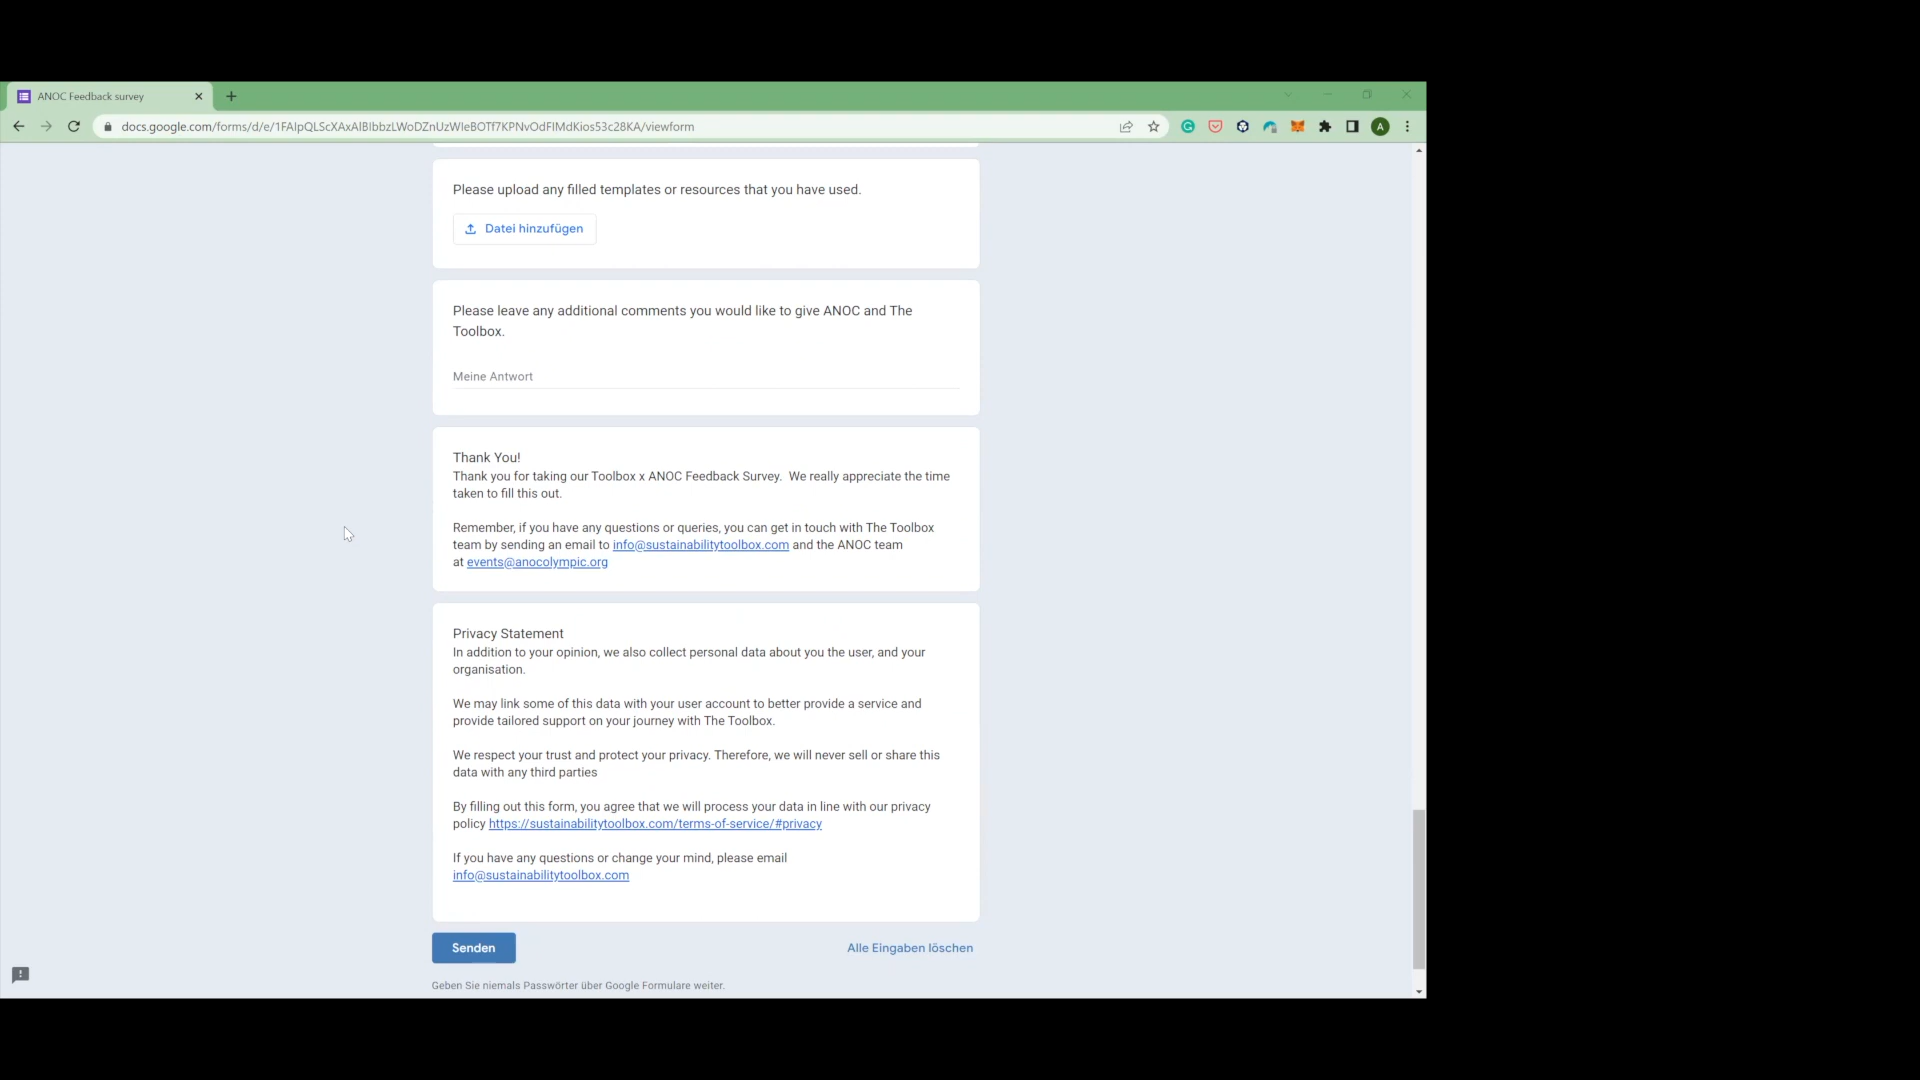 ANOC Feedback survey
docs.google.com/forms/d/e/1FAIpQLScXAxAlBIbbzLWoDZnUzWIeBOTf7KPNvOdFIMdKios53c28KA/viewform
A
Please upload any filled templates or resources that you have used.
Datei hinzufügen
Please leave any additional comments you would like to give ANOC and The
Toolbox.
Meine Antwort
Thank You!
Thank you for taking our Toolbox x ANOC Feedback Survey.  We really appreciate the time
taken to fill this out.
Remember, if you have any questions or queries, you can get in touch with The Toolbox
team by sending an email to info@sustainabilitytoolbox.com and the ANOC team
at events@anocolympic.org
Privacy Statement
In addition to your opinion, we also collect personal data about you the user, and your
organisation.
We may link some of this data with your user account to better provide a service and
provide tailored support on your journey with The Toolbox.
We respect your trust and protect your privacy. Therefore, we will never sell or share this
data with any third parties
By filling out this form, you agree that we will process your data in line with our privacy
policy https://sustainabilitytoolbox.com/terms-of-service/#privacy
If you have any questions or change your mind, please email
info@sustainabilitytoolbox.com
Senden
Alle Eingaben löschen
Geben Sie niemals Passwörter über Google Formulare weiter.